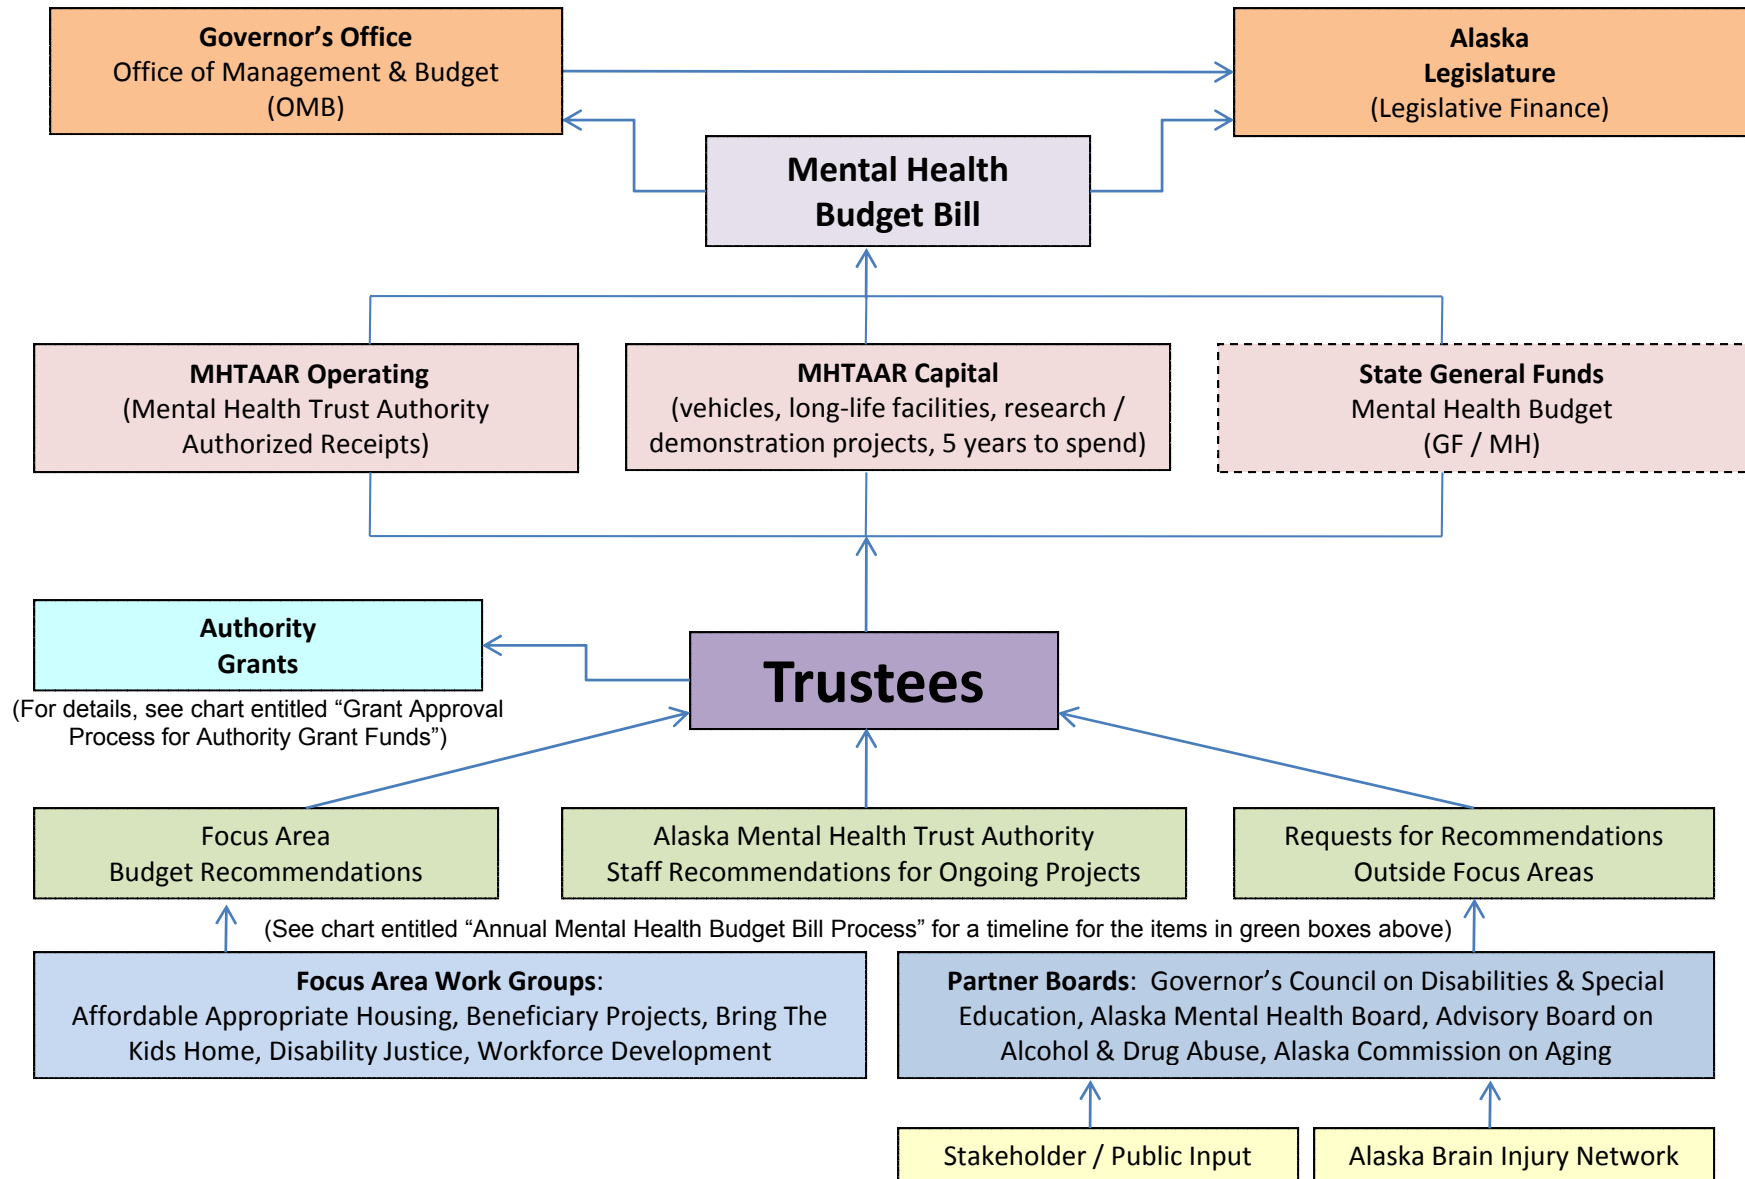 Governor’s Office
Office of Management & Budget
(OMB)
Alaska
Legislature
(Legislative Finance)
Mental Health
Budget Bill
MHTAAR Operating
(Mental Health Trust Authority
Authorized Receipts)
MHTAAR Capital
(vehicles, long-life facilities, research /
demonstration projects, 5 years to spend)
State General Funds
Mental Health Budget
(GF / MH)
Authority
Grants
(For details, see chart entitled “Grant Approval
Process for Authority Grant Funds”)
Trustees
Focus Area
Budget Recommendations
Alaska Mental Health Trust Authority
Staff Recommendations for Ongoing Projects
Requests for Recommendations
Outside Focus Areas
(See chart entitled “Annual Mental Health Budget Bill Process” for a timeline for the items in green boxes above)
Focus Area Work Groups:
Affordable Appropriate Housing, Beneficiary Projects, Bring The
Kids Home, Disability Justice, Workforce Development
Partner Boards:  Governor’s Council on Disabilities & Special
Education, Alaska Mental Health Board, Advisory Board on
Alcohol & Drug Abuse, Alaska Commission on Aging
Stakeholder / Public Input
Alaska Brain Injury Network